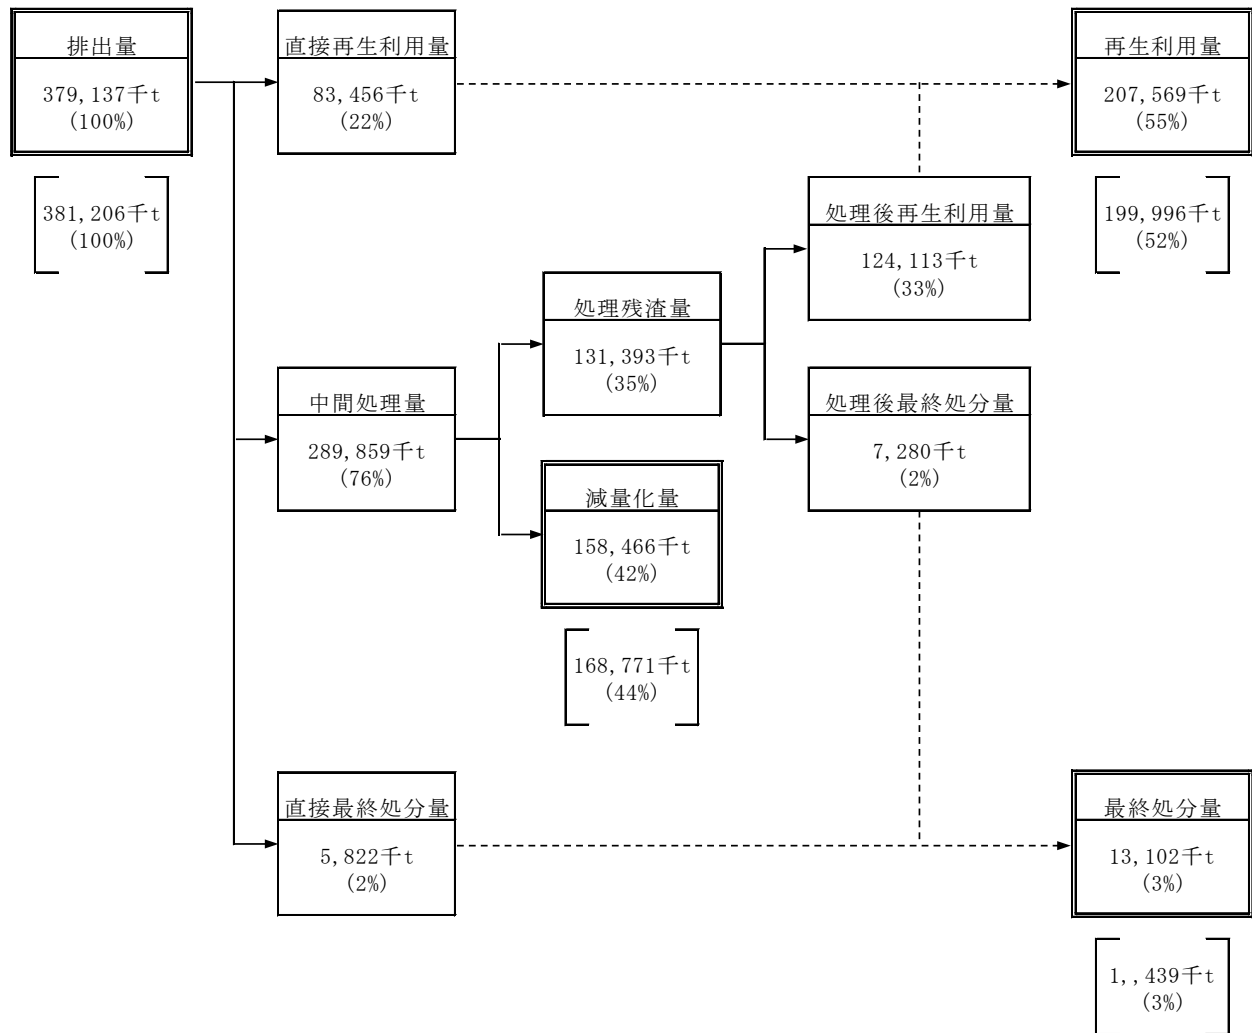 排出量
379,137千t
(100%)
381,206千t
(100%)
直接再生利用量
83,456千t
(22%)
再生利用量
207,569千t
(55%)
199,996千t
(52%)
処理後再生利用量
124,113千t
(33%)
処理残渣量
131,393千t
(35%)
中間処理量
289,859千t
(76%)
処理後最終処分量
7,280千t
(2%)
減量化量
158,466千t
(42%)
168,771千t
(44%)
直接最終処分量
5,822千t
(2%)
最終処分量
13,102千t
(3%)
1,,439千t
(3%)